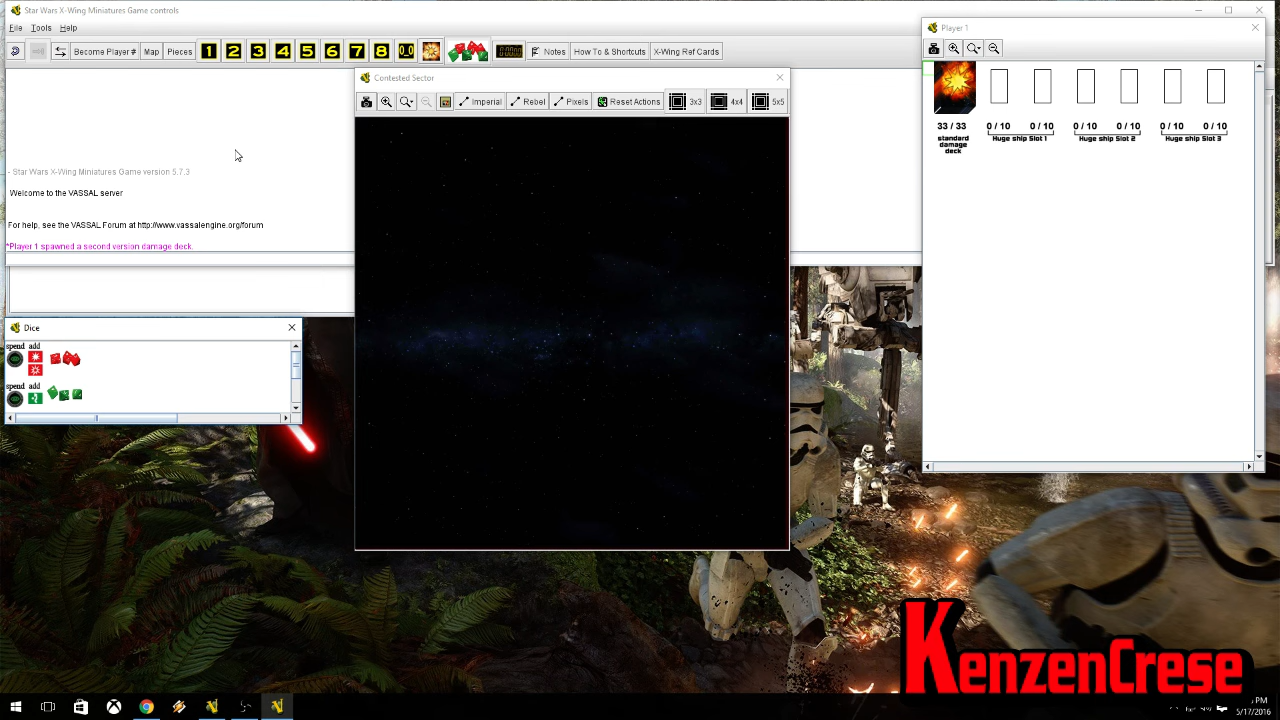 Star Wars X-Wing Miniatures Game controls
File Tools Help
Become Player # Map Pieces 1 2 3 4 5 6 7 8 Notes How To & Shortcuts X-Wing Ref Cards
- Star Wars X-Wing Miniatures Game version 5.7.3
Welcome to the VASSAL server
For help, see the VASSAL Forum at http://www.vassalengine.org/forum
*Player 1 spawned a second version damage deck.
Dice
spend add
spend add
Contested Sector
Imperial Rebel Pixels Reset Actions 3x3 4x4 5x5
Player 1
33 / 33 0 / 10 0 / 10 0 / 10 0 / 10 0 / 10 0 / 10
standard damage deck
Huge ship Slot 1 Huge ship Slot 2 Huge ship Slot 3
KenzenCrese
PM
5/17/2016